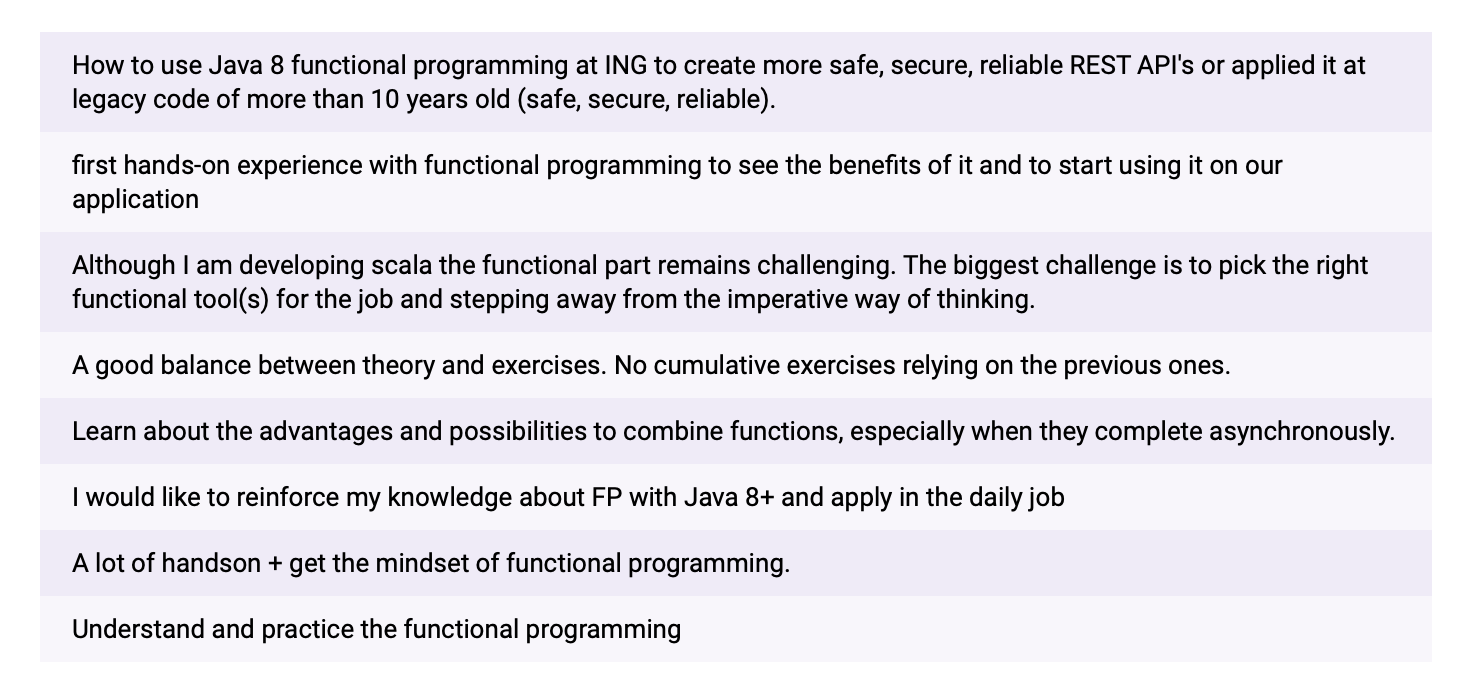 How to use Java 8 functional programming at ING to create more safe, secure, reliable REST API's or applied it at
legacy code of more than 10 years old (safe, secure, reliable).
first hands-on experience with functional programming to see the benefits of it and to start using it on our
application
Although I am developing scala the functional part remains challenging. The biggest challenge is to pick the right
functional tool(s) for the job and stepping away from the imperative way of thinking.
A good balance between theory and exercises. No cumulative exercises relying on the previous ones.
Learn about the advantages and possibilities to combine functions, especially when they complete asynchronously.
I would like to reinforce my knowledge about FP with Java 8+ and apply in the daily job
A lot of handson + get the mindset of functional programming.
Understand and practice the functional programming